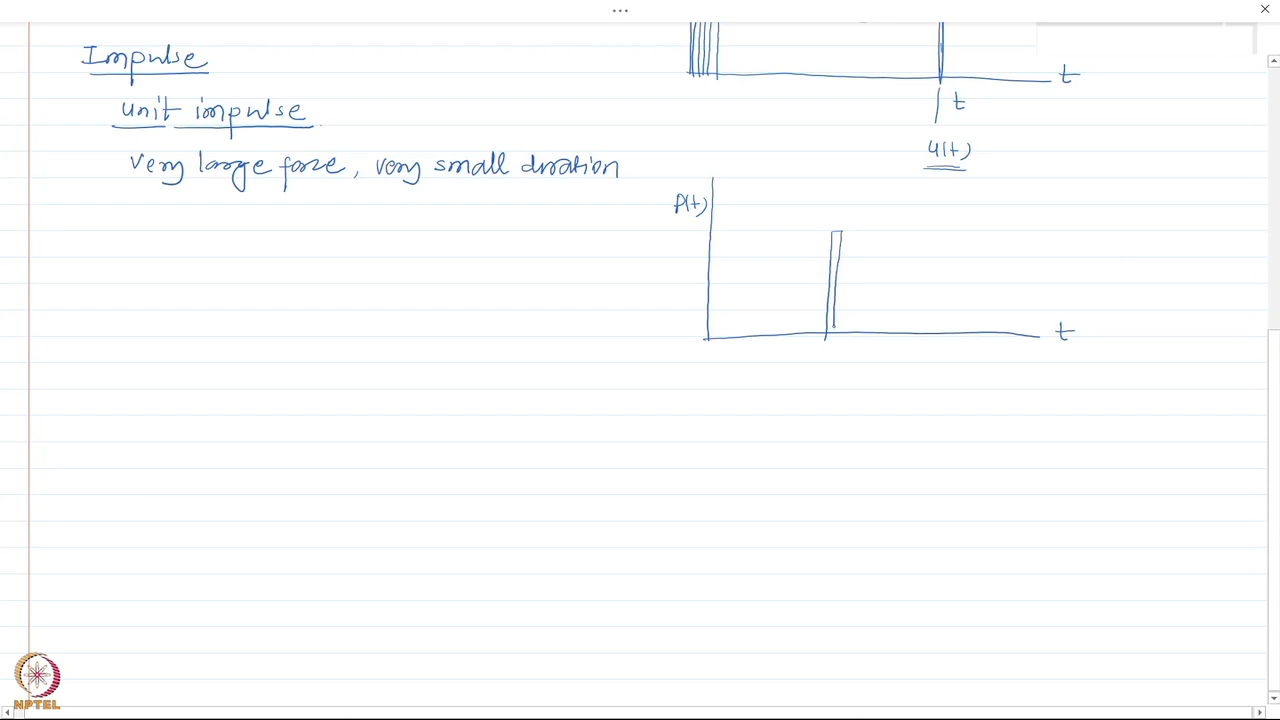 Impulse
t
unit impulse
t
u(t)
very large force, very small duration
p(t)
t
NPTEL